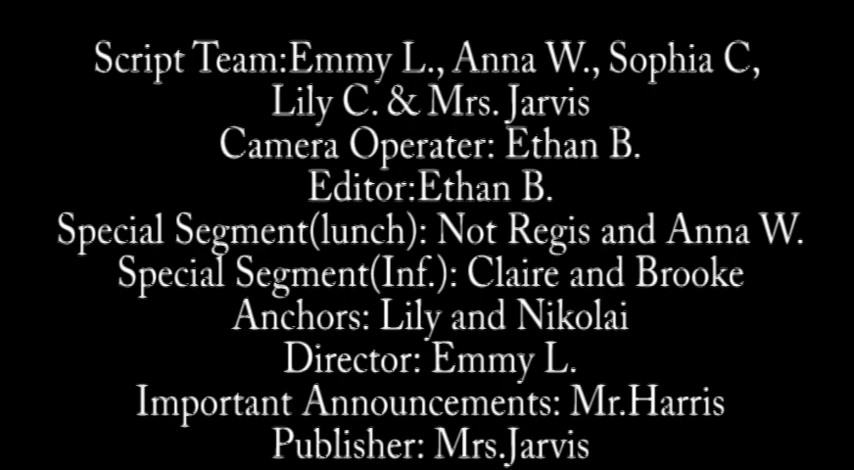 Script Team:Emmy L., Anna W., Sophia C,
Lily C. & Mrs. Jarvis
Camera Operater: Ethan B.
Editor:Ethan B.
Special Segment(lunch): Not Regis and Anna W.
Special Segment(Inf.): Claire and Brooke
Anchors: Lily and Nikolai
Director: Emmy L.
Important Announcements: Mr.Harris
Publisher: Mrs.Jarvis